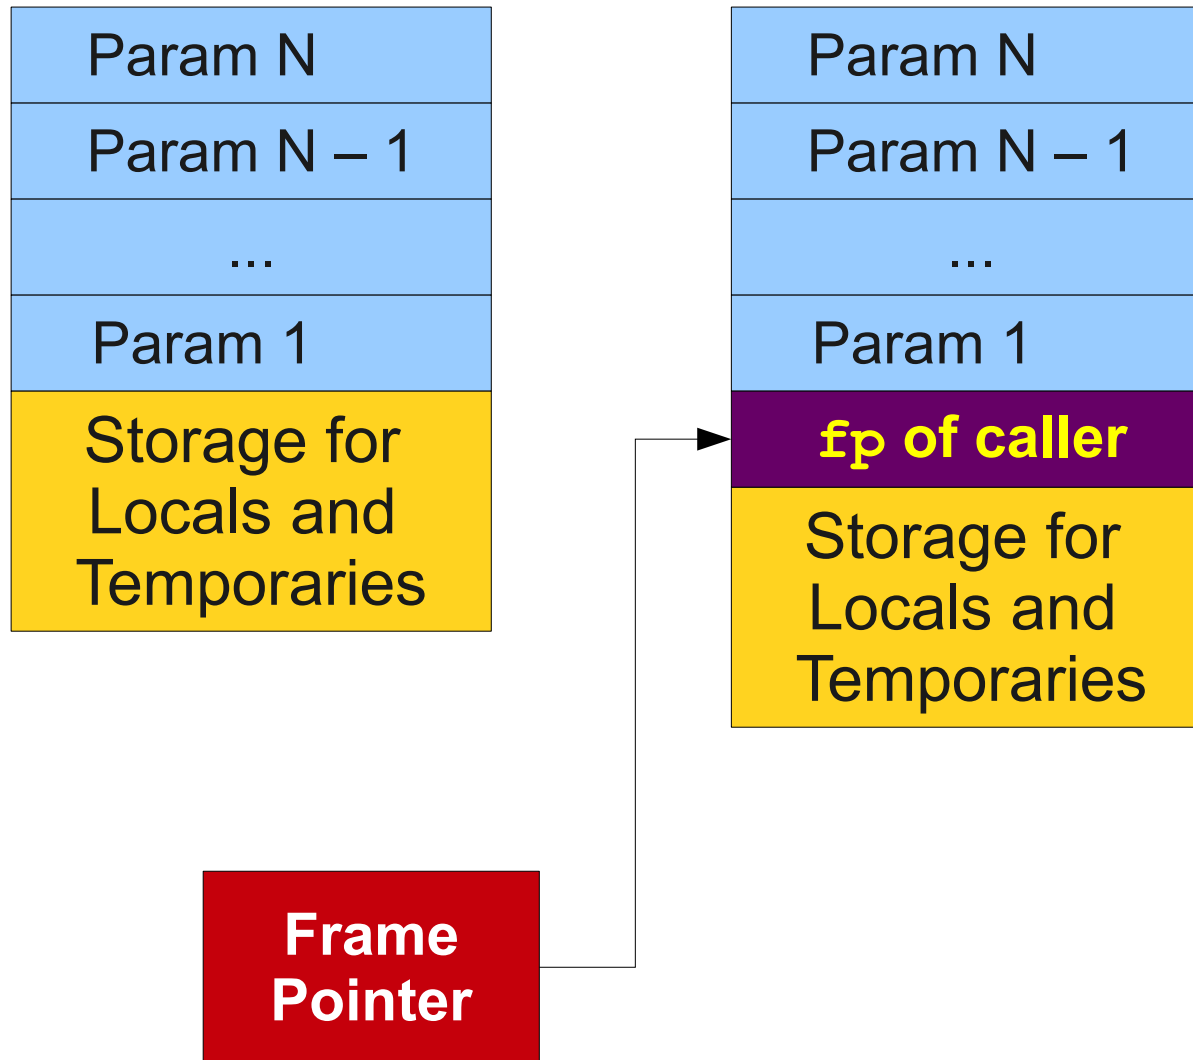 Param N
Param N – 1
...
Param 1
Storage for
Locals and
Temporaries
Param N
Param N – 1
...
Param 1
fp of caller
Storage for
Locals and
Temporaries
Frame
Pointer